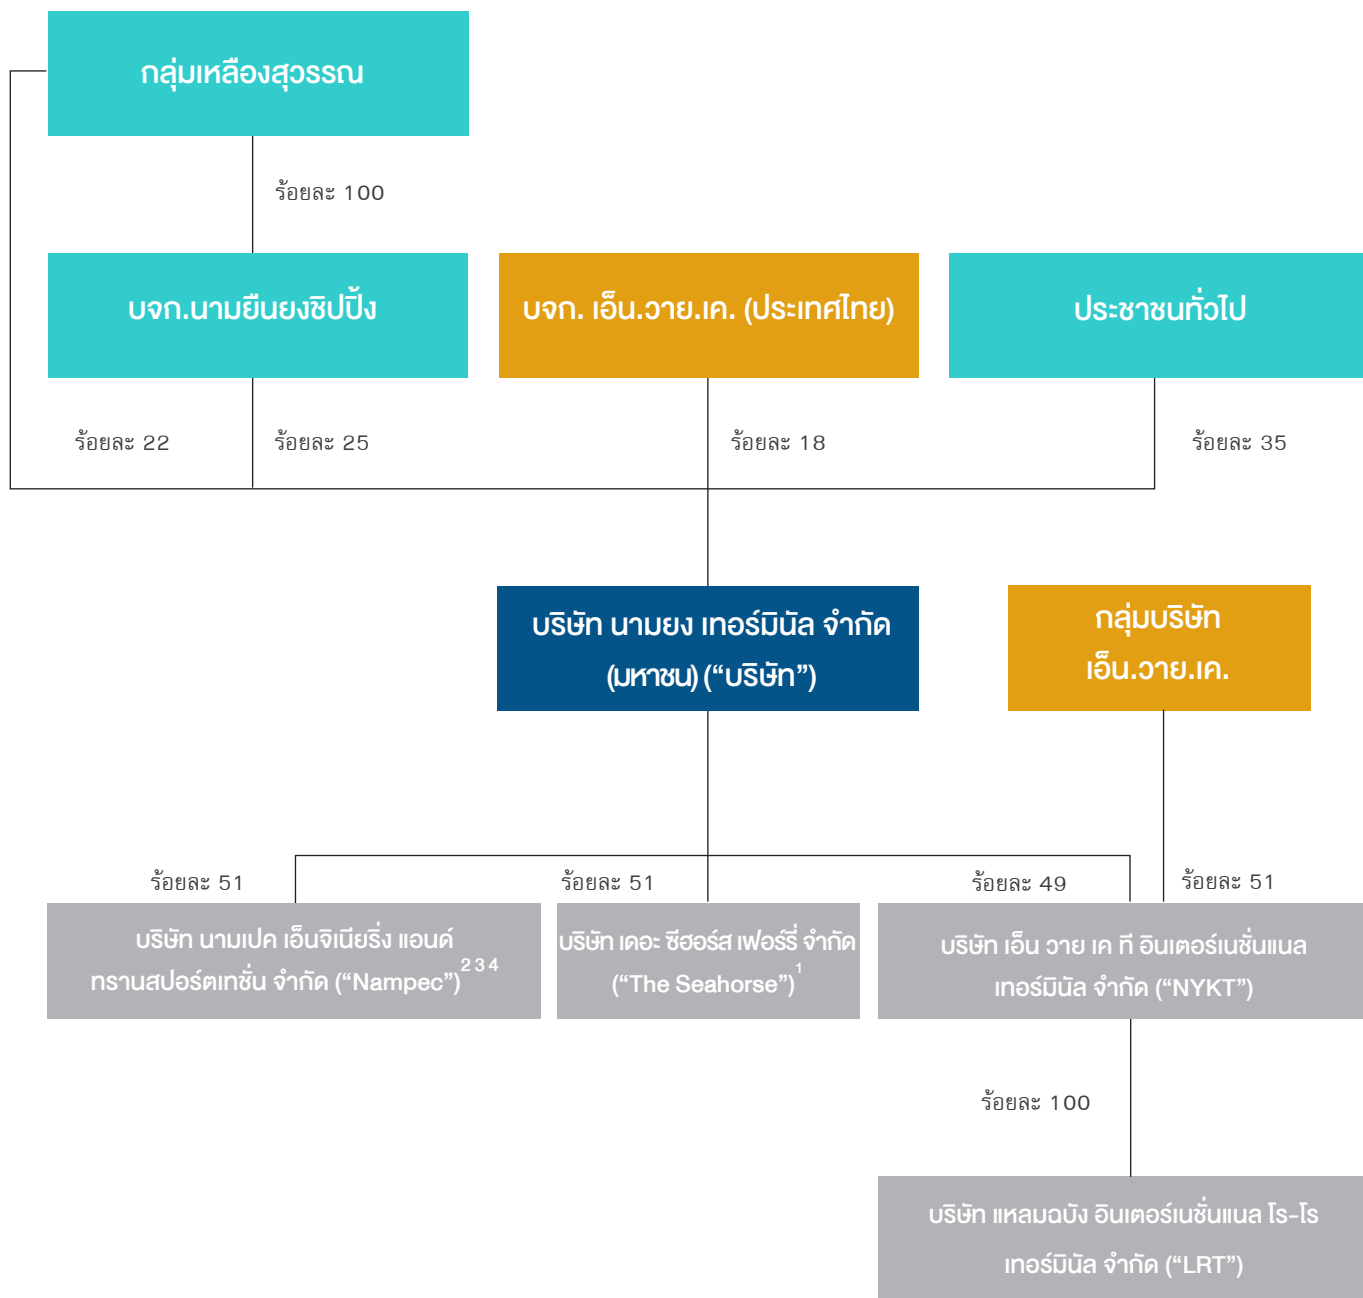 กลุ่มเหลืองสุวรรณ
ร้อยละ 100
บจก.นามยืนยงชิปปิ้ง
บจก. เอ็น.วาย.เค. (ประเทศไทย)
ประชาชนทั่วไป
ร้อยละ 22
ร้อยละ 25
ร้อยละ 18
ร้อยละ 35
บริษัท นามยง เทอร์มินัล จำกัด
(มหาชน) (“บริษัท”)
กลุ่มบริษัท
เอ็น.วาย.เค.
ร้อยละ 51
ร้อยละ 51
ร้อยละ 49
ร้อยละ 51
บริษัท นามเปค เอ็นจิเนียริ่ง แอนด์
ทรานสปอร์ตเทชั่น จำกัด (“Nampec”)2 3 4
บริษัท เดอะ ซีฮอร์ส เฟอร์รี่ จำกัด
(“The Seahorse”)1
บริษัท เอ็น วาย เค ที อินเตอร์เนชั่นแนล
เทอร์มินัล จำกัด (“NYKT”)
ร้อยละ 100
บริษัท แหลมฉบัง อินเตอร์เนชั่นแนล โร-โร
เทอร์มินัล จำกัด (“LRT”)